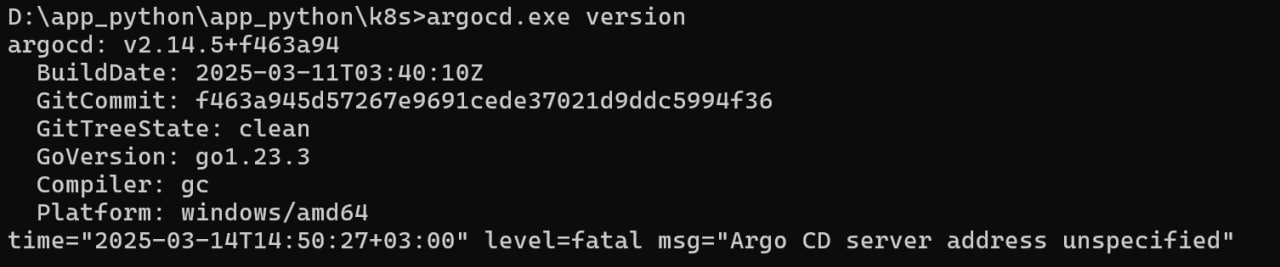 D:\app_python\app_python\k8s>argocd.exe version
argocd: v2.14.5+f463a94
  BuildDate: 2025-03-11T03:40:10Z
  GitCommit: f463a945d57267e9691cede37021d9ddc5994f36
  GitTreeState: clean
  GoVersion: go1.23.3
  Compiler: gc
  Platform: windows/amd64
time="2025-03-14T14:50:27+03:00" level=fatal msg="Argo CD server address unspecified"